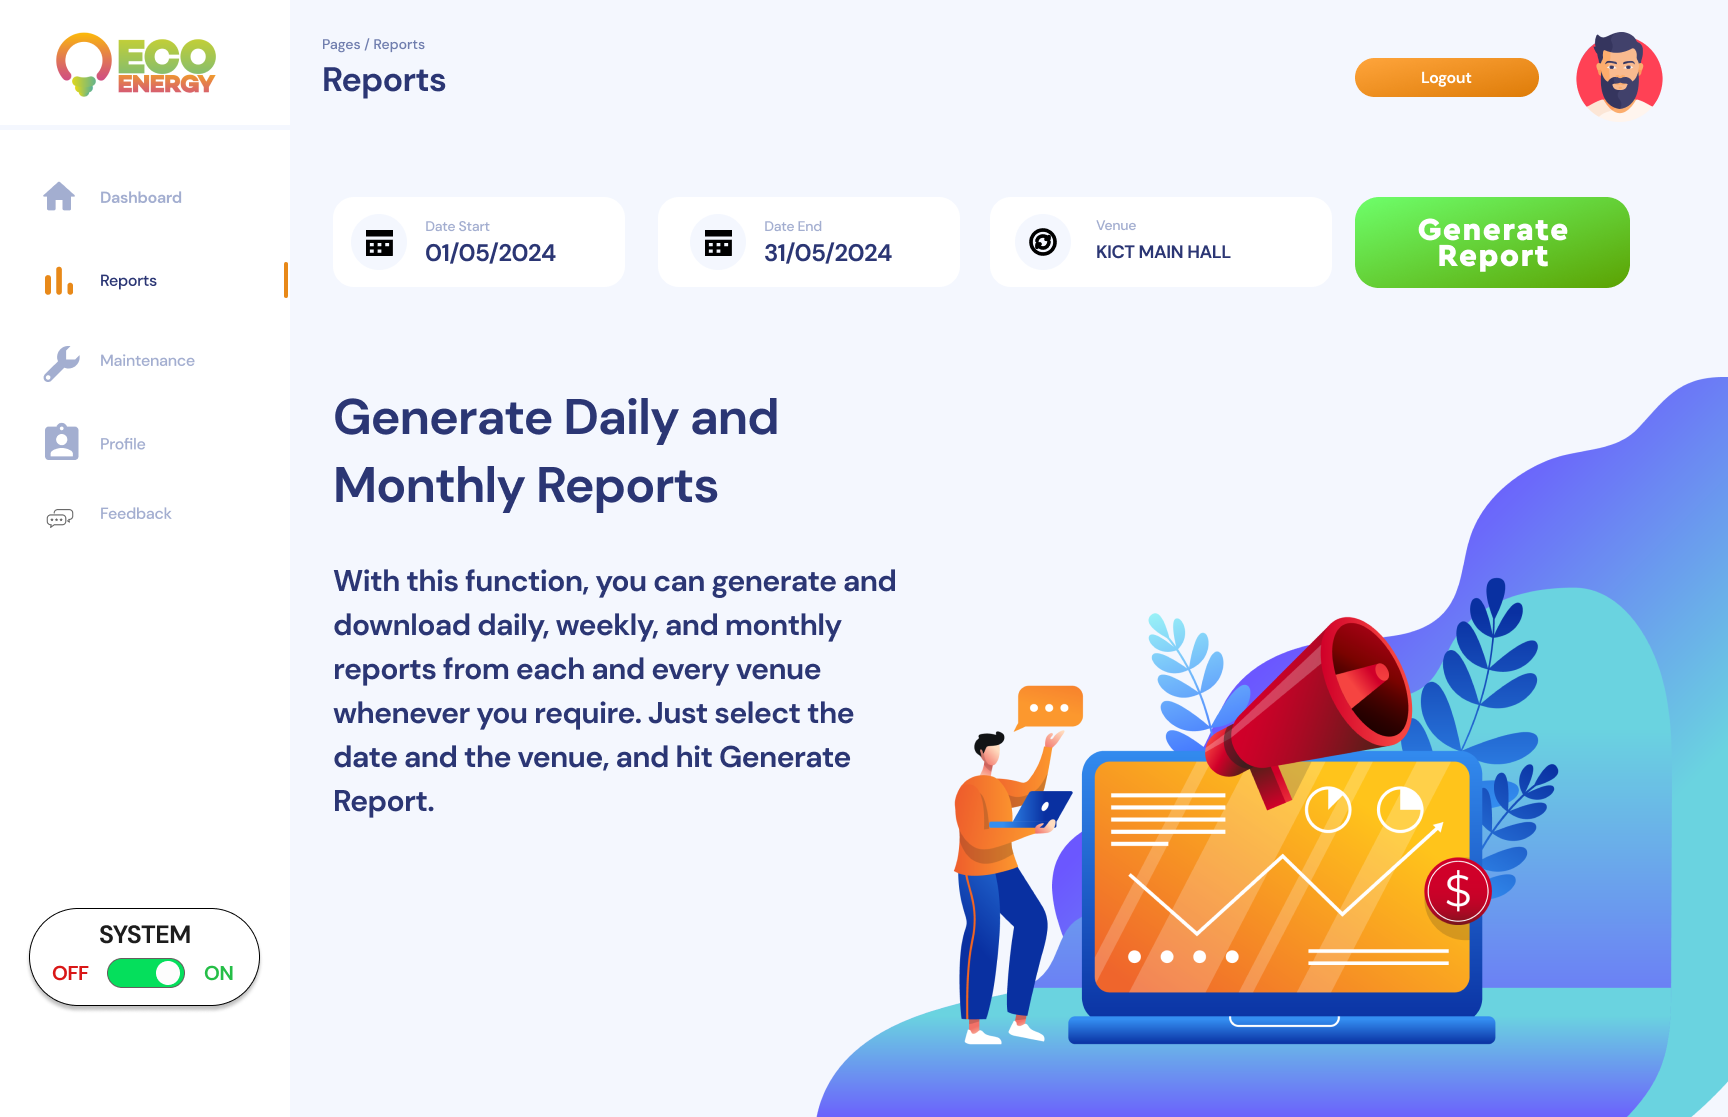 ECO
ENERGY
Pages / Reports
Reports
Logout
Dashboard
Reports
Maintenance
Profile
Feedback
Date Start
01/05/2024
Date End
31/05/2024
Venue
KICT MAIN HALL
Generate
Report
Generate Daily and
Monthly Reports
With this function, you can generate and
download daily, weekly, and monthly
reports from each and every venue
whenever you require. Just select the
date and the venue, and hit Generate
Report.
$
SYSTEM
OFF ON